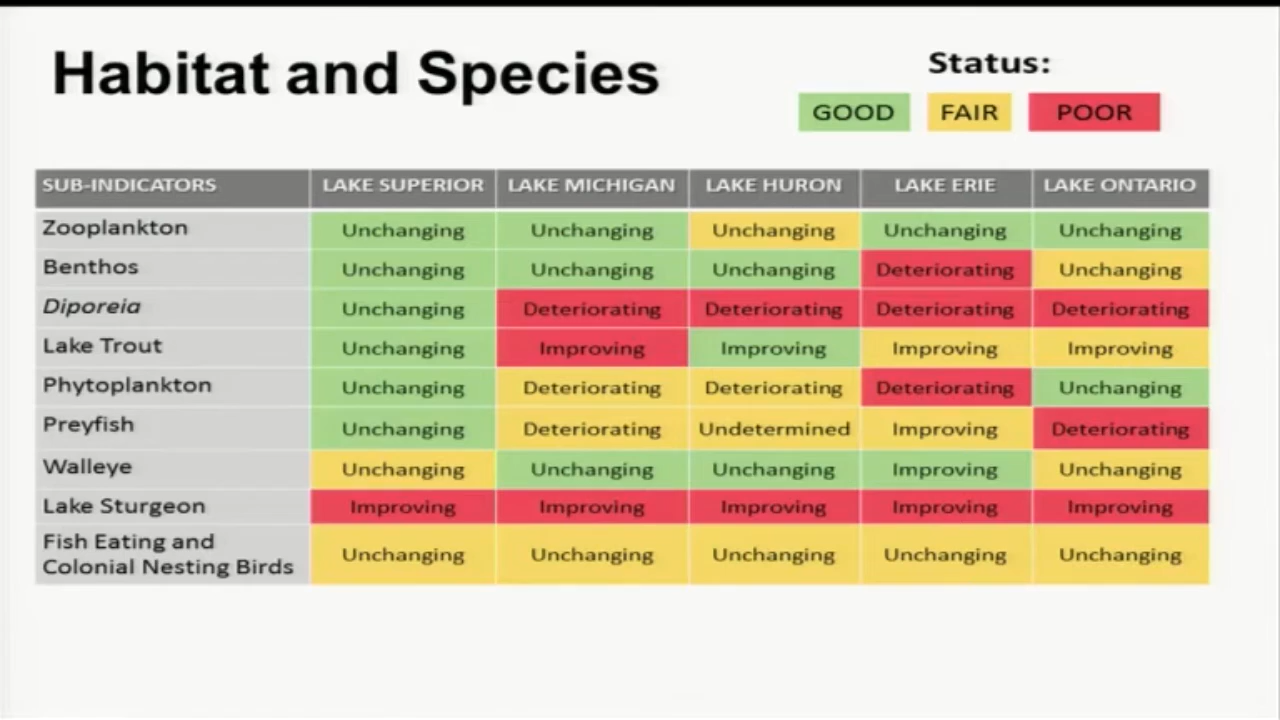 Habitat and Species
Status:
GOOD FAIR POOR
SUB-INDICATORS LAKE SUPERIOR LAKE MICHIGAN LAKE HURON LAKE ERIE LAKE ONTARIO
Zooplankton Unchanging Unchanging Unchanging Unchanging Unchanging
Benthos Unchanging Unchanging Unchanging Deteriorating Unchanging
Diporeia Unchanging Deteriorating Deteriorating Deteriorating Deteriorating
Lake Trout Unchanging Improving Improving Improving Improving
Phytoplankton Unchanging Deteriorating Deteriorating Deteriorating Unchanging
Preyfish Unchanging Deteriorating Undetermined Improving Deteriorating
Walleye Unchanging Unchanging Unchanging Improving Unchanging
Lake Sturgeon Improving Improving Improving Improving Improving
Fish Eating and
Colonial Nesting Birds Unchanging Unchanging Unchanging Unchanging Unchanging